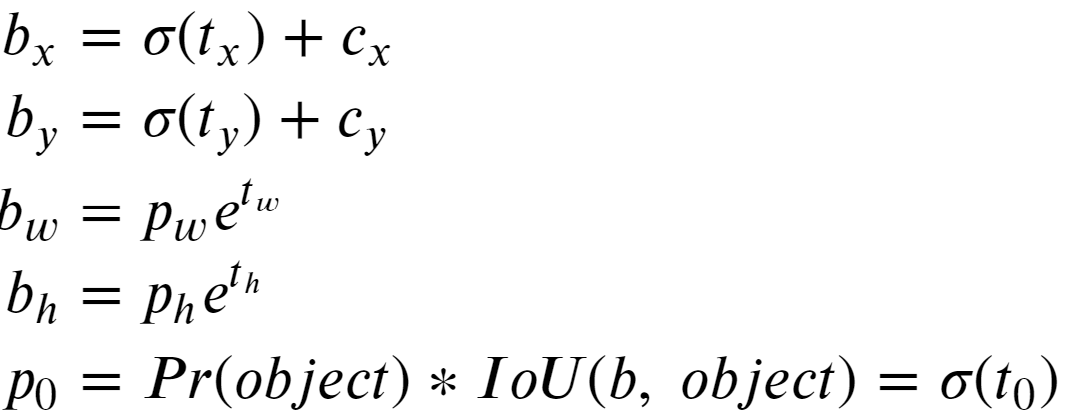 b_x = σ(t_x) + c_x
b_y = σ(t_y) + c_y
b_w = p_w e^{t_w}
b_h = p_h e^{t_h}
p_0 = Pr(object) * IoU(b, object) = σ(t_0)